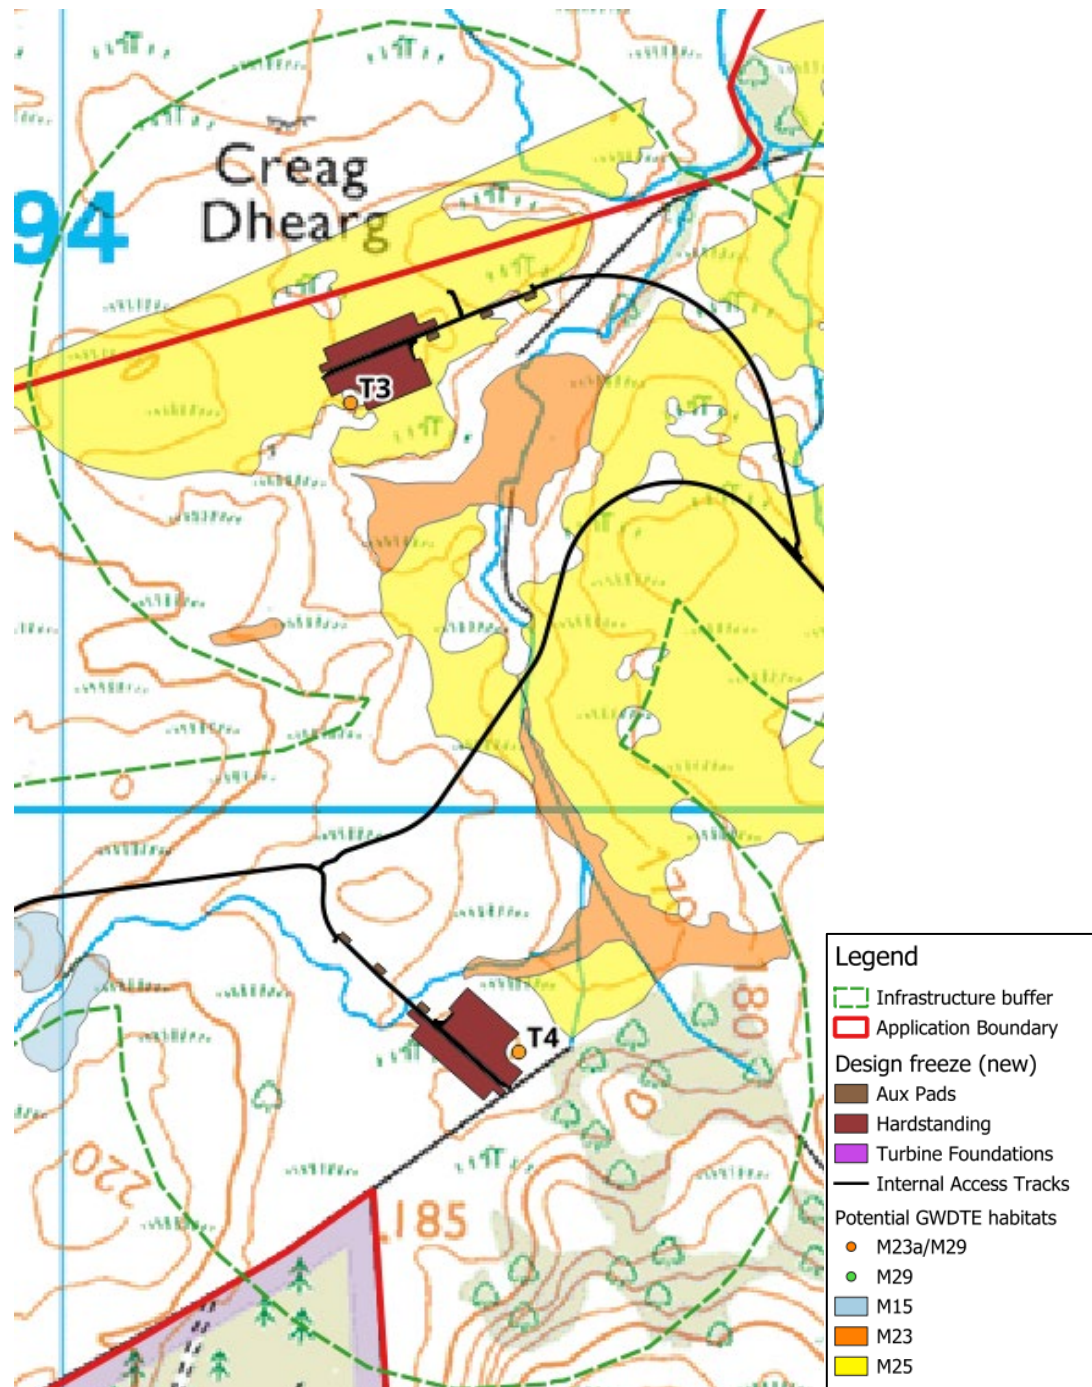 Creag
Dhearg
94
T3
T4
220
185
180
Legend
Infrastructure buffer
Application Boundary
Design freeze (new)
Aux Pads
Hardstanding
Turbine Foundations
Internal Access Tracks
Potential GWDTE habitats
M23a/M29
M29
M15
M23
M25